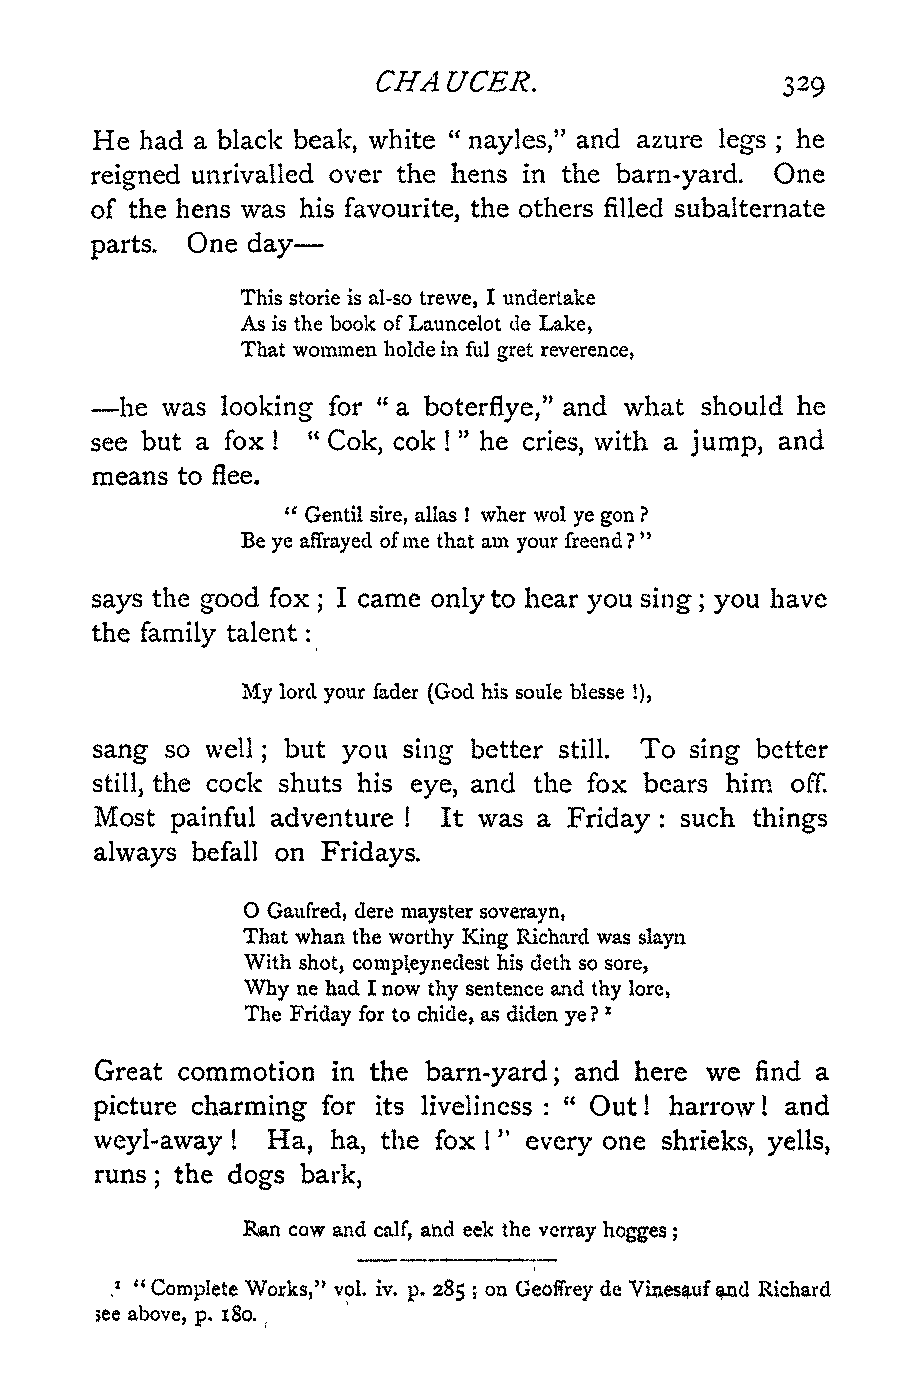 CHAUCER. 329
He had a black beak, white “ nayles,” and azure legs ; he
reigned unrivalled over the hens in the barn-yard. One
of the hens was his favourite, the others filled subalternate
parts. One day—
This storie is al-so trewe, I undertake
As is the book of Launcelot de Lake,
That wommen holde in ful gret reverence,
—he was looking for “ a boterflye,” and what should he
see but a fox ! “ Cok, cok ! ” he cries, with a jump, and
means to flee.
“ Gentil sire, allas ! wher wol ye gon ?
Be ye affrayed of me that am your freend ? ”
says the good fox ; I came only to hear you sing ; you have
the family talent :
My lord your fader (God his soule blesse !),
sang so well ; but you sing better still. To sing better
still, the cock shuts his eye, and the fox bears him off.
Most painful adventure ! It was a Friday : such things
always befall on Fridays.
O Gaufred, dere mayster soverayn,
That whan the worthy King Richard was slayn
With shot, compleynedest his deth so sore,
Why ne had I now thy sentence and thy lore,
The Friday for to chide, as diden ye ? ¹
Great commotion in the barn-yard ; and here we find a
picture charming for its liveliness : “ Out ! harrow ! and
weyl-away ! Ha, ha, the fox ! ” every one shrieks, yells,
runs ; the dogs bark,
Ran cow and calf, and eek the verray hogges ;
¹ “ Complete Works,” vol. iv. p. 285 ; on Geoffrey de Vinesauf and Richard
see above, p. 180.